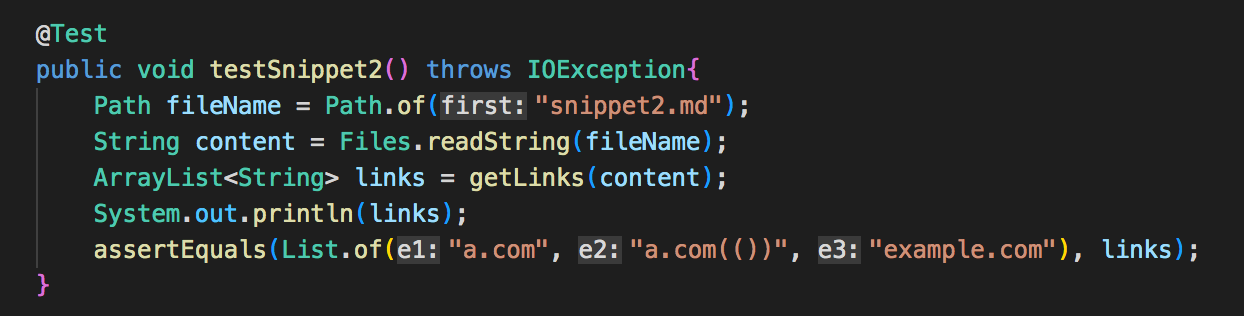 @Test
public void testSnippet2() throws IOException{
Path fileName = Path.of(first: "snippet2.md");
String content = Files.readString(fileName);
ArrayList<String> links = getLinks(content);
System.out.println(links);
assertEquals(List.of(e1: "a.com", e2: "a.com(())", e3: "example.com"), links);
}